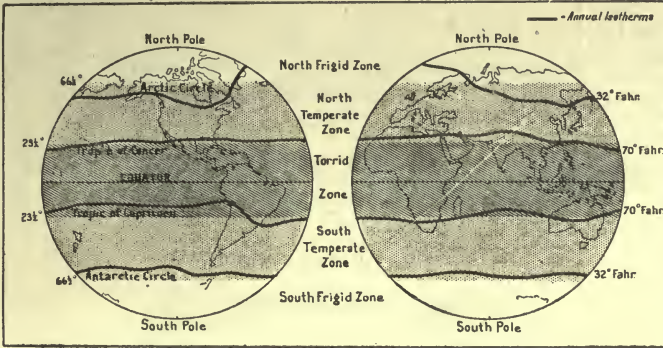 - Annual Isotherms
North Pole
North Pole
North Frigid Zone
66½°
Arctic Circle
32° Fahr.
North
Temperate
Zone
23½°
Tropic of Cancer
70° Fahr.
Torrid
EQUATOR
Zone
23½°
Tropic of Capricorn
70° Fahr.
South
Temperate
Zone
66½°
Antarctic Circle
32° Fahr.
South Frigid Zone
South Pole
South Pole